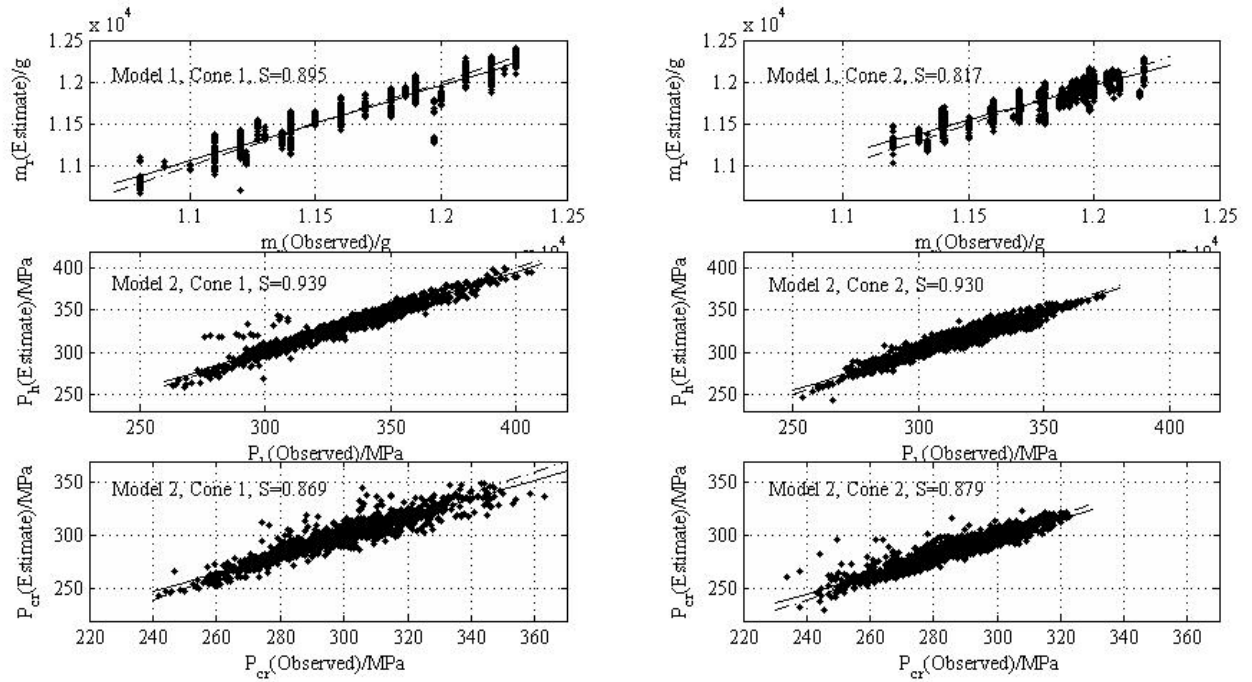 x 10^4
1.25
1.2
1.15
1.1
m_r(Estimate)/g
Model 1, Cone 1, S=0.895
1.1 1.15 1.2 1.25
(Observed)/g
x 10^4
1.25
1.2
1.15
1.1
m_r(Estimate)/g
Model 1, Cone 2, S=0.817
1.1 1.15 1.2 1.25
(Observed)/g
400
350
300
250
P_h(Estimate)/MPa
Model 2, Cone 1, S=0.939
250 300 350 400
(Observed)/MPa
400
350
300
250
P_h(Estimate)/MPa
Model 2, Cone 2, S=0.930
250 300 350 400
(Observed)/MPa
350
300
250
P_cr(Estimate)/MPa
Model 2, Cone 1, S=0.869
220 240 260 280 300 320 340 360
P_cr(Observed)/MPa
350
300
250
P_cr(Estimate)/MPa
Model 2, Cone 2, S=0.879
220 240 260 280 300 320 340 360
P_cr(Observed)/MPa